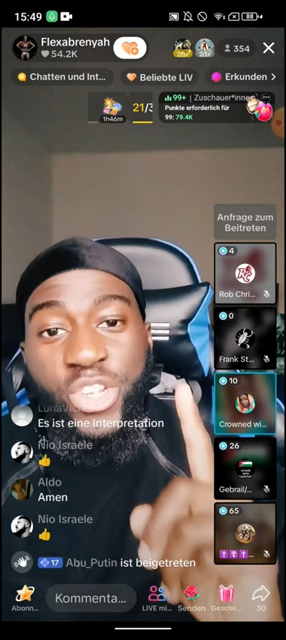 15:49
88
Flexabrenyah
54.2K
354
Chatten und Int...
Beliebte LIV
Erkunden
1h46m
21/3
99+ | Zuschauer*innen
Punkte erforderlich für
99: 79.4K
Anfrage zum
Beitreten
4
Rob Chri...
0
Frank St...
10
Crowned wi...
26
Gebrail/...
65
Es ist eine Interpretation
Nio Israele
👍
Aldo
Amen
Nio Israele
👍
17 Abu_Putin ist beigetreten
Abonn...
Kommenta...
LIVE mi...
Senden
Gesche...
30